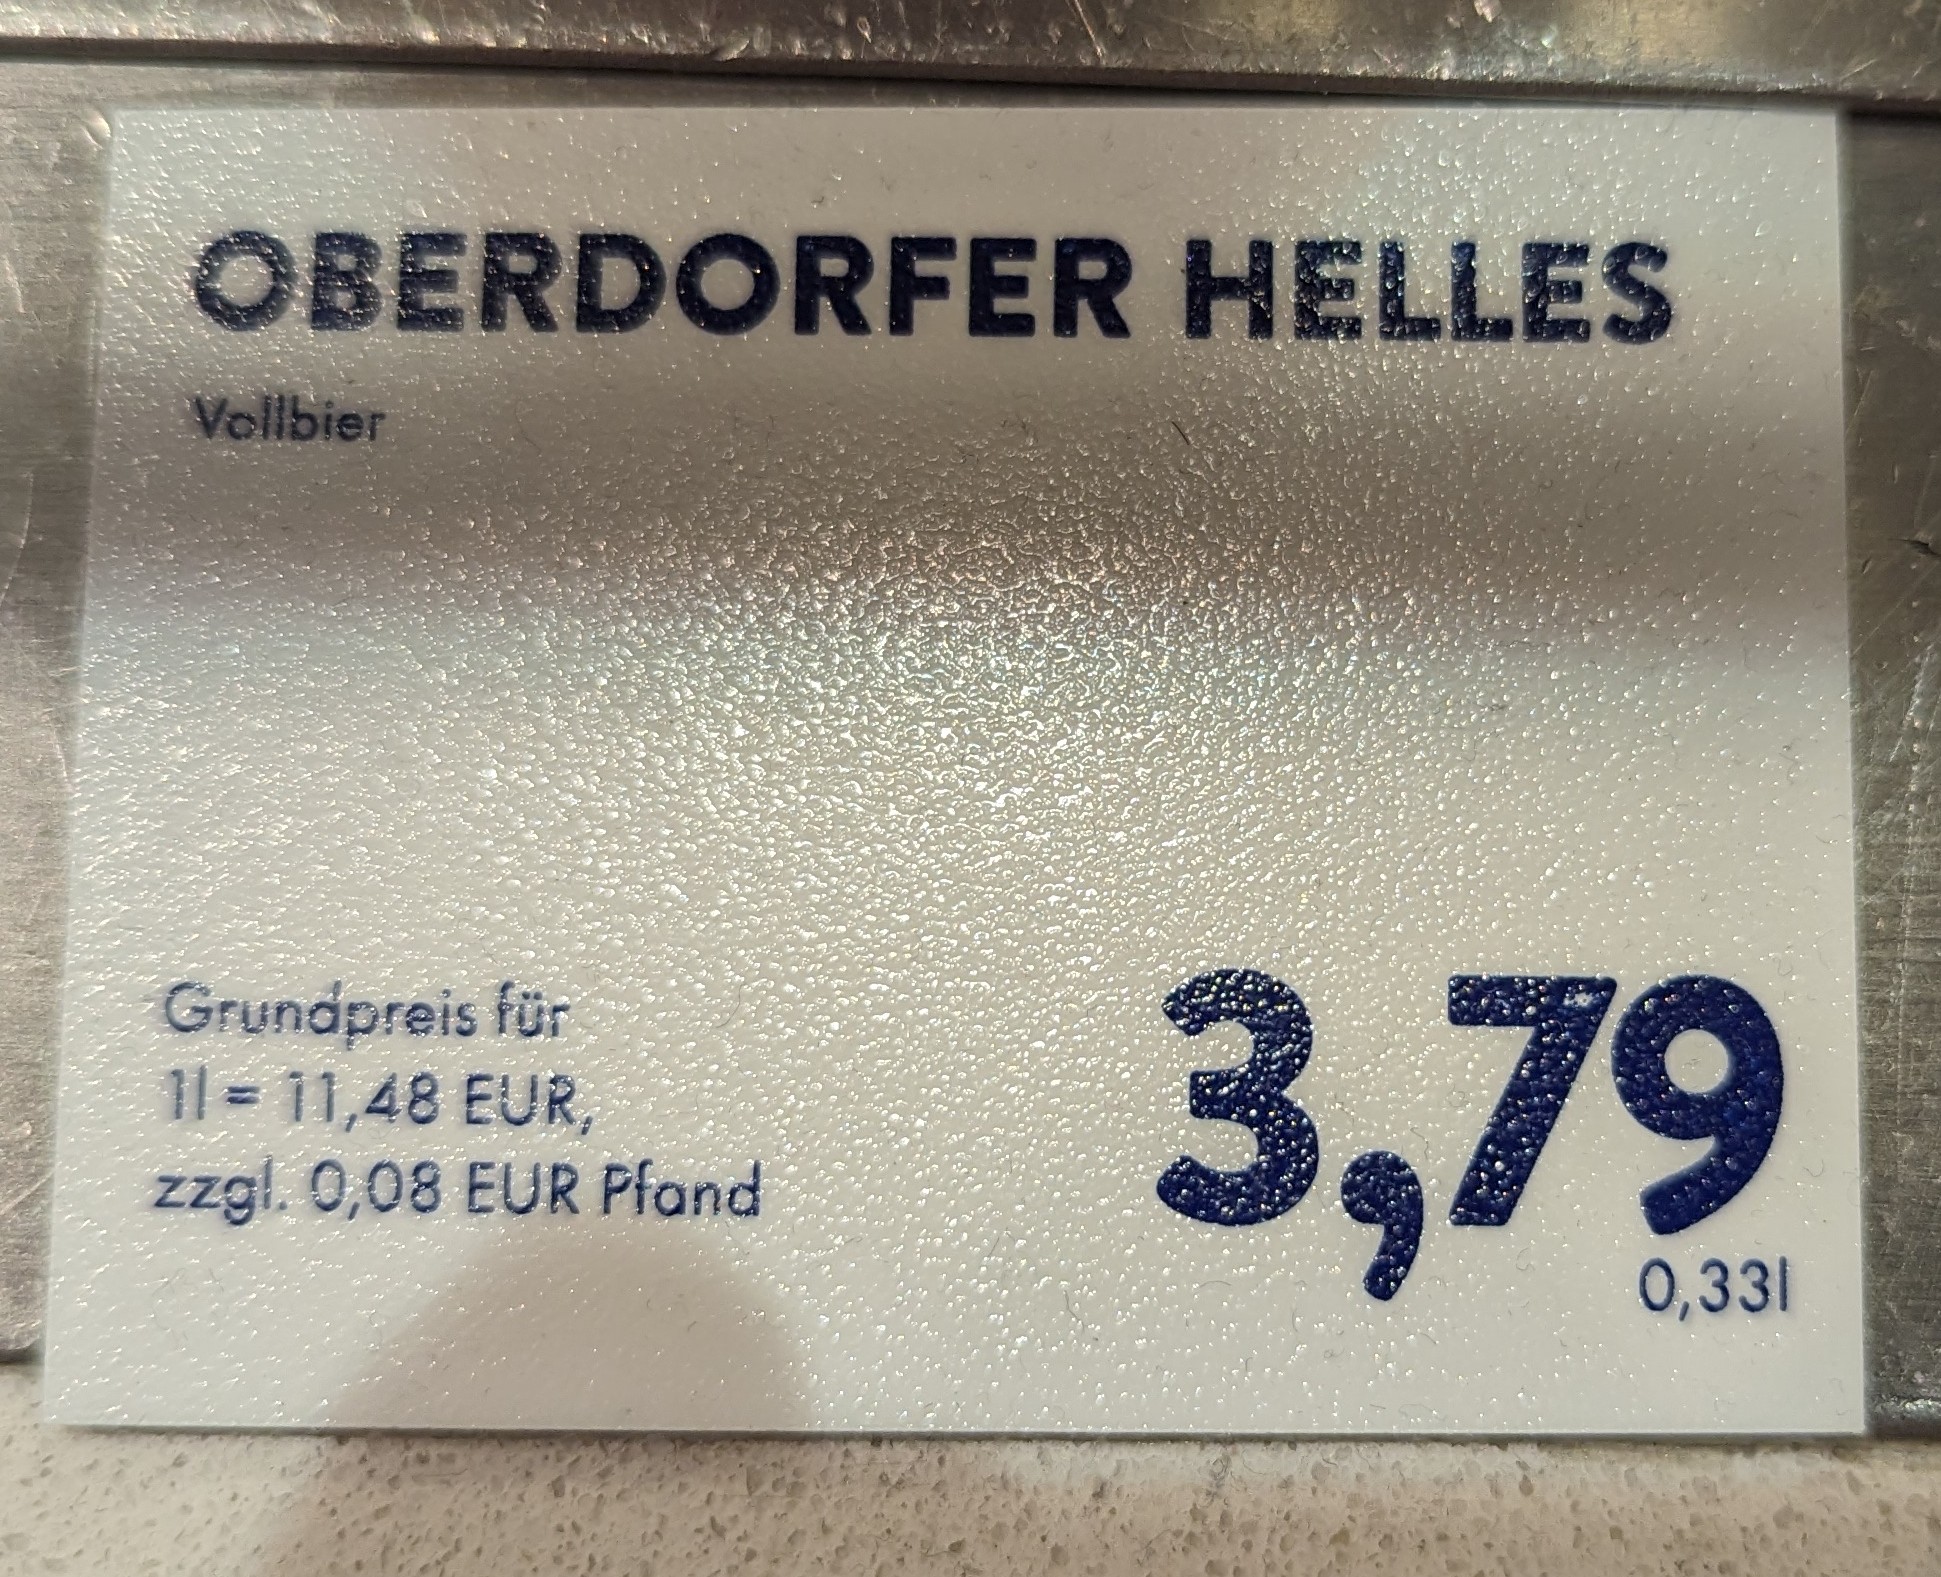 OBERDORFER HELLES
Vollbier
Grundpreis für
1l = 11,48 EUR,
zzgl. 0,08 EUR Pfand
3,79
0,33l